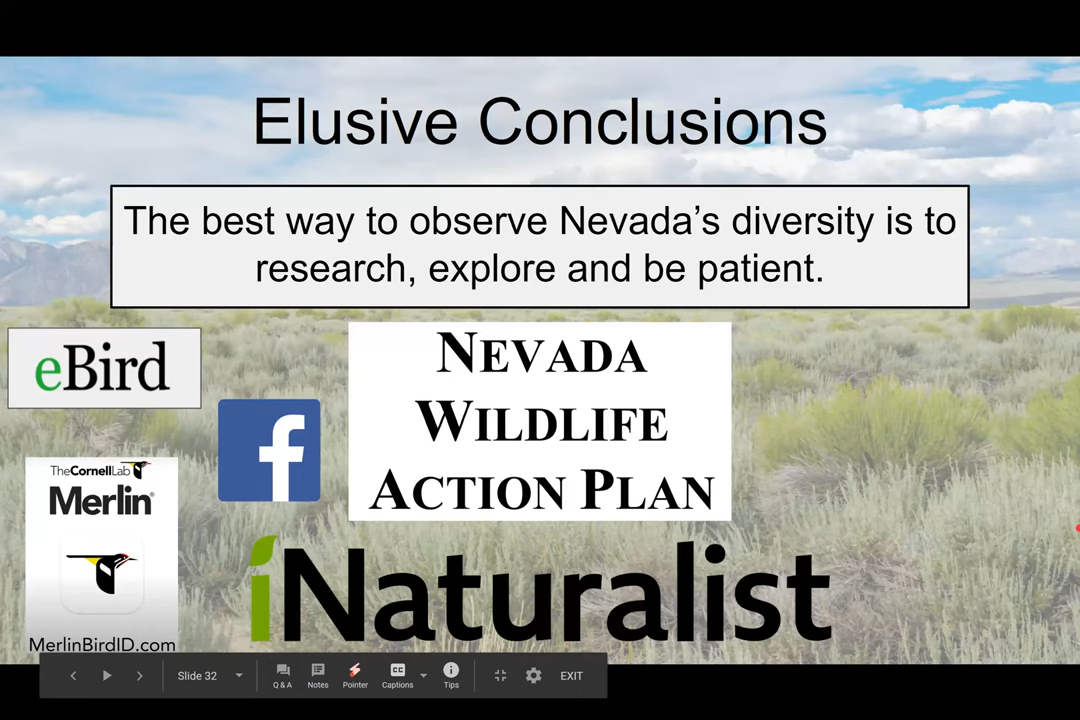 Elusive Conclusions
The best way to observe Nevada’s diversity is to
research, explore and be patient.
eBird
f
NEVADA
WILDLIFE
ACTION PLAN
TheCornellLab
Merlin®
iNaturalist
MerlinBirdID.com
Slide 32
Q & A
Notes
Pointer
CC
Captions
Tips
EXIT